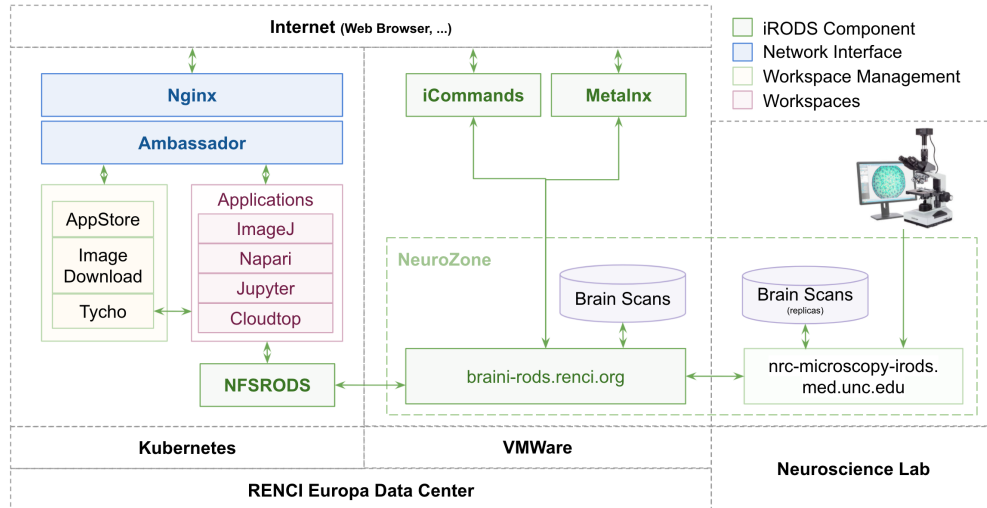 Internet (Web Browser, ...)
iRODS Component
Network Interface
Workspace Management
Workspaces
Nginx
Ambassador
iCommands
Metalnx
AppStore
Image
Download
Tycho
Applications
ImageJ
Napari
Jupyter
Cloudtop
NFSRODS
NeuroZone
Brain Scans
braini-rods.renci.org
Brain Scans
(replicas)
nrc-microscopy-irods.
med.unc.edu
Kubernetes
VMWare
RENCI Europa Data Center
Neuroscience Lab